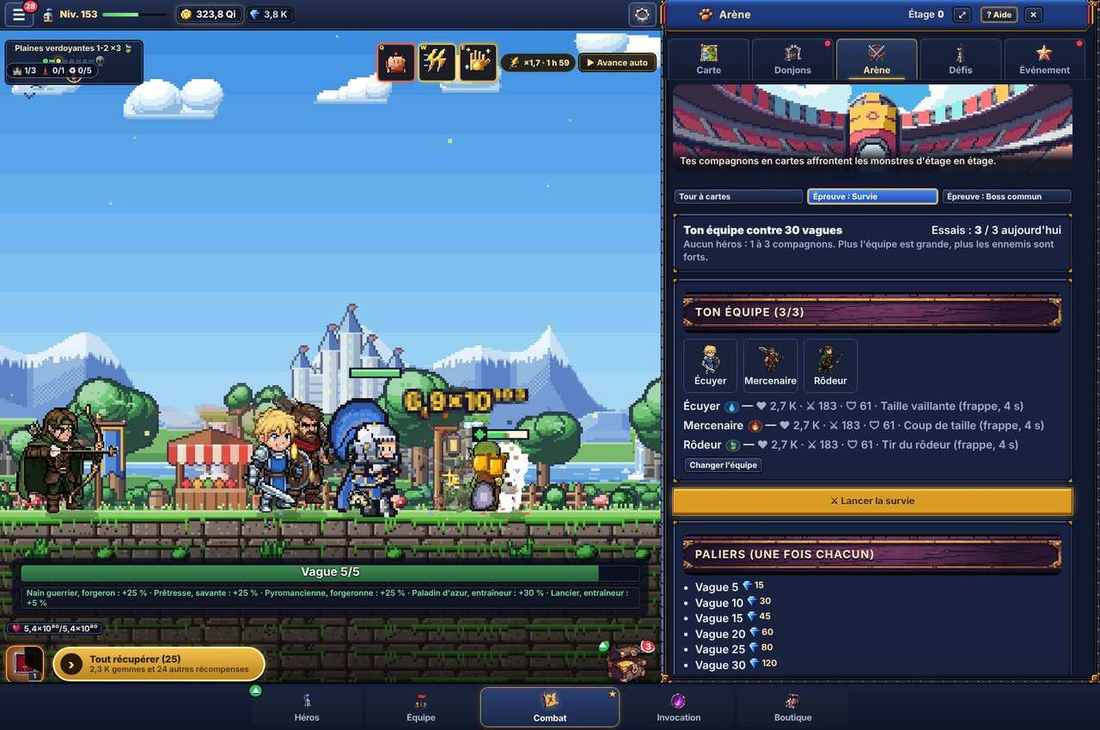 28
Niv. 153
323,8 Qi
3,8 K
Plaines verdoyantes 1-2 ×3
1/3 0/1 0/5
Q
W
E
×1,7 · 1 h 59
▶ Avance auto
6,9×10¹⁰³
Vague 5/5
Nain guerrier, forgeron : +25 % · Prêtresse, savante : +25 % · Pyromancienne, forgeronne : +25 % · Paladin d'azur, entraîneur : +30 % · Lancier, entraîneur :
+5 %
5,4×10⁸⁰/5,4×10⁸⁰
1
Tout récupérer (25)
2,3 K gemmes et 24 autres récompenses
3
Héros
Équipe
Combat
Invocation
Boutique
Arène
Étage 0
? Aide
×
Carte
Donjons
Arène
Défis
Événement
Tes compagnons en cartes affrontent les monstres d'étage en étage.
Tour à cartes
Épreuve : Survie
Épreuve : Boss commun
Ton équipe contre 30 vagues
Essais : 3 / 3 aujourd'hui
Aucun héros : 1 à 3 compagnons. Plus l'équipe est grande, plus les ennemis sont
forts.
TON ÉQUIPE (3/3)
Écuyer
Mercenaire
Rôdeur
Écuyer — ♥ 2,7 K · ⚔ 183 · 🛡 61 · Taille vaillante (frappe, 4 s)
Mercenaire — ♥ 2,7 K · ⚔ 183 · 🛡 61 · Coup de taille (frappe, 4 s)
Rôdeur — ♥ 2,7 K · ⚔ 183 · 🛡 61 · Tir du rôdeur (frappe, 4 s)
Changer l'équipe
⚔ Lancer la survie
PALIERS (UNE FOIS CHACUN)
• Vague 5 15
• Vague 10 30
• Vague 15 45
• Vague 20 60
• Vague 25 80
• Vague 30 120